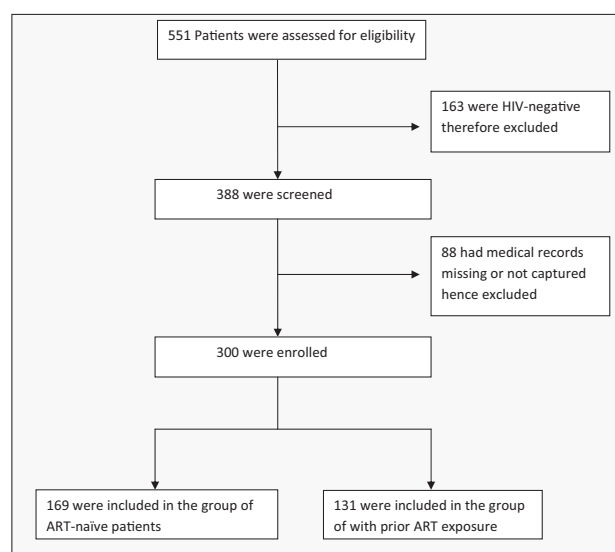 551 Patients were assessed for eligibility
163 were HIV-negative
therefore excluded
388 were screened
88 had medical records
missing or not captured
hence excluded
300 were enrolled
169 were included in the group of
ART-naïve patients
131 were included in the group
of with prior ART exposure